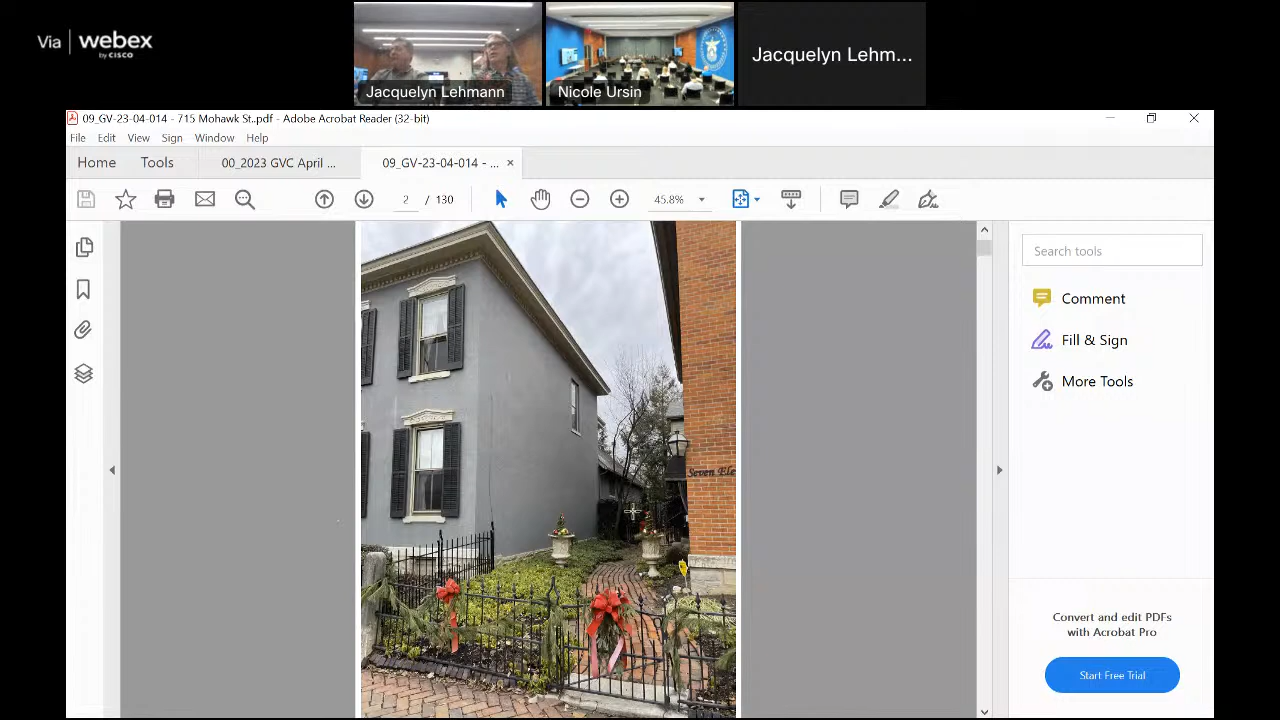 Via webex
by CISCO
Jacquelyn Lehmann
Nicole Ursin
Jacquelyn Lehm...
09_GV-23-04-014 - 715 Mohawk St..pdf - Adobe Acrobat Reader (32-bit)
File Edit View Sign Window Help
Home Tools 00_2023 GVC April ... 09_GV-23-04-014 - ... ×
2 / 130 45.8%
Search tools
Comment
Fill & Sign
More Tools
Seven Ele
Convert and edit PDFs
with Acrobat Pro
Start Free Trial